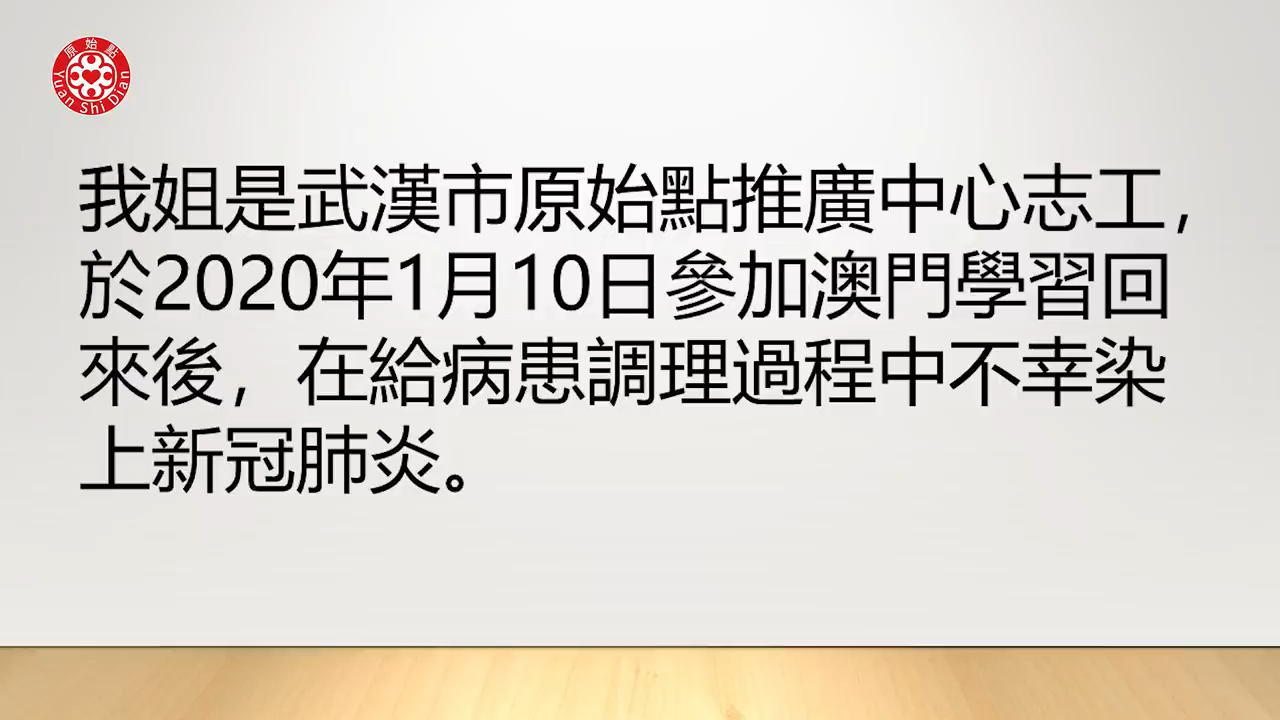 原始點
Yuan Shi Dian
我姐是武漢市原始點推廣中心志工，
於2020年1月10日參加澳門學習回
來後，在給病患調理過程中不幸染
上新冠肺炎。